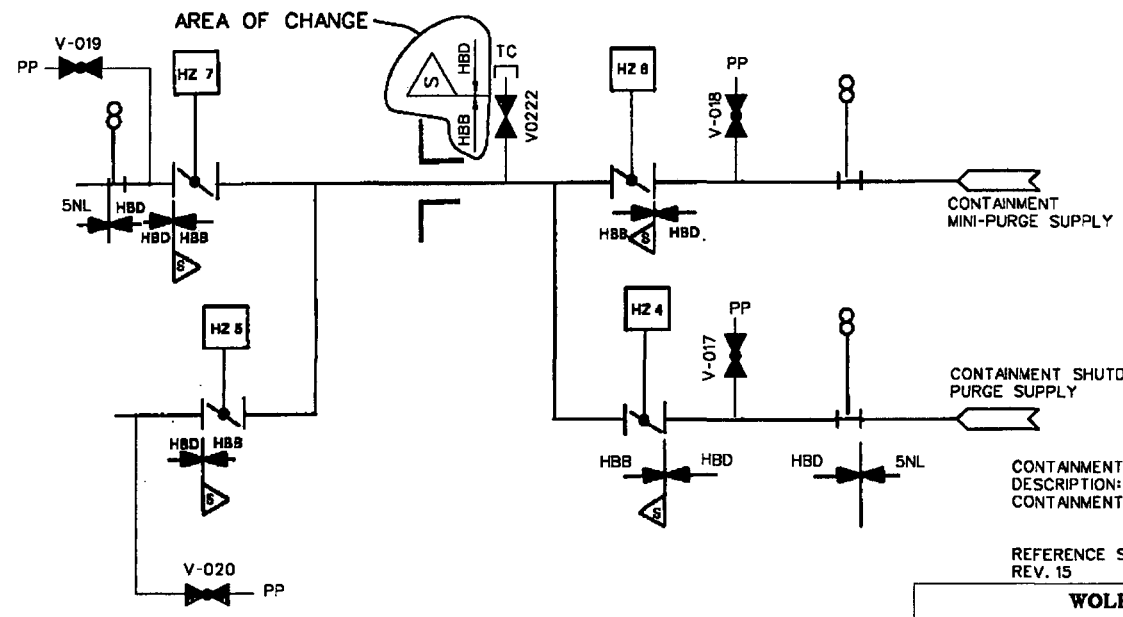 AREA OF CHANGE
V-019
PP
HZ 7
S
HBD
HBB
TC
V0222
HZ 6
PP
V-018
5NL
HBD
HBD
HBB
S
HBB
HBD
S
CONTAINMENT
MINI-PURGE SUPPLY
HZ 5
HZ 4
PP
V-017
CONTAINMENT SHUTD
PURGE SUPPLY
HBD
HBB
S
HBB
HBD
S
HBD
5NL
CONTAINMENT
DESCRIPTION:
CONTAINMENT
V-020
PP
REFERENCE S
REV. 15
WOLF